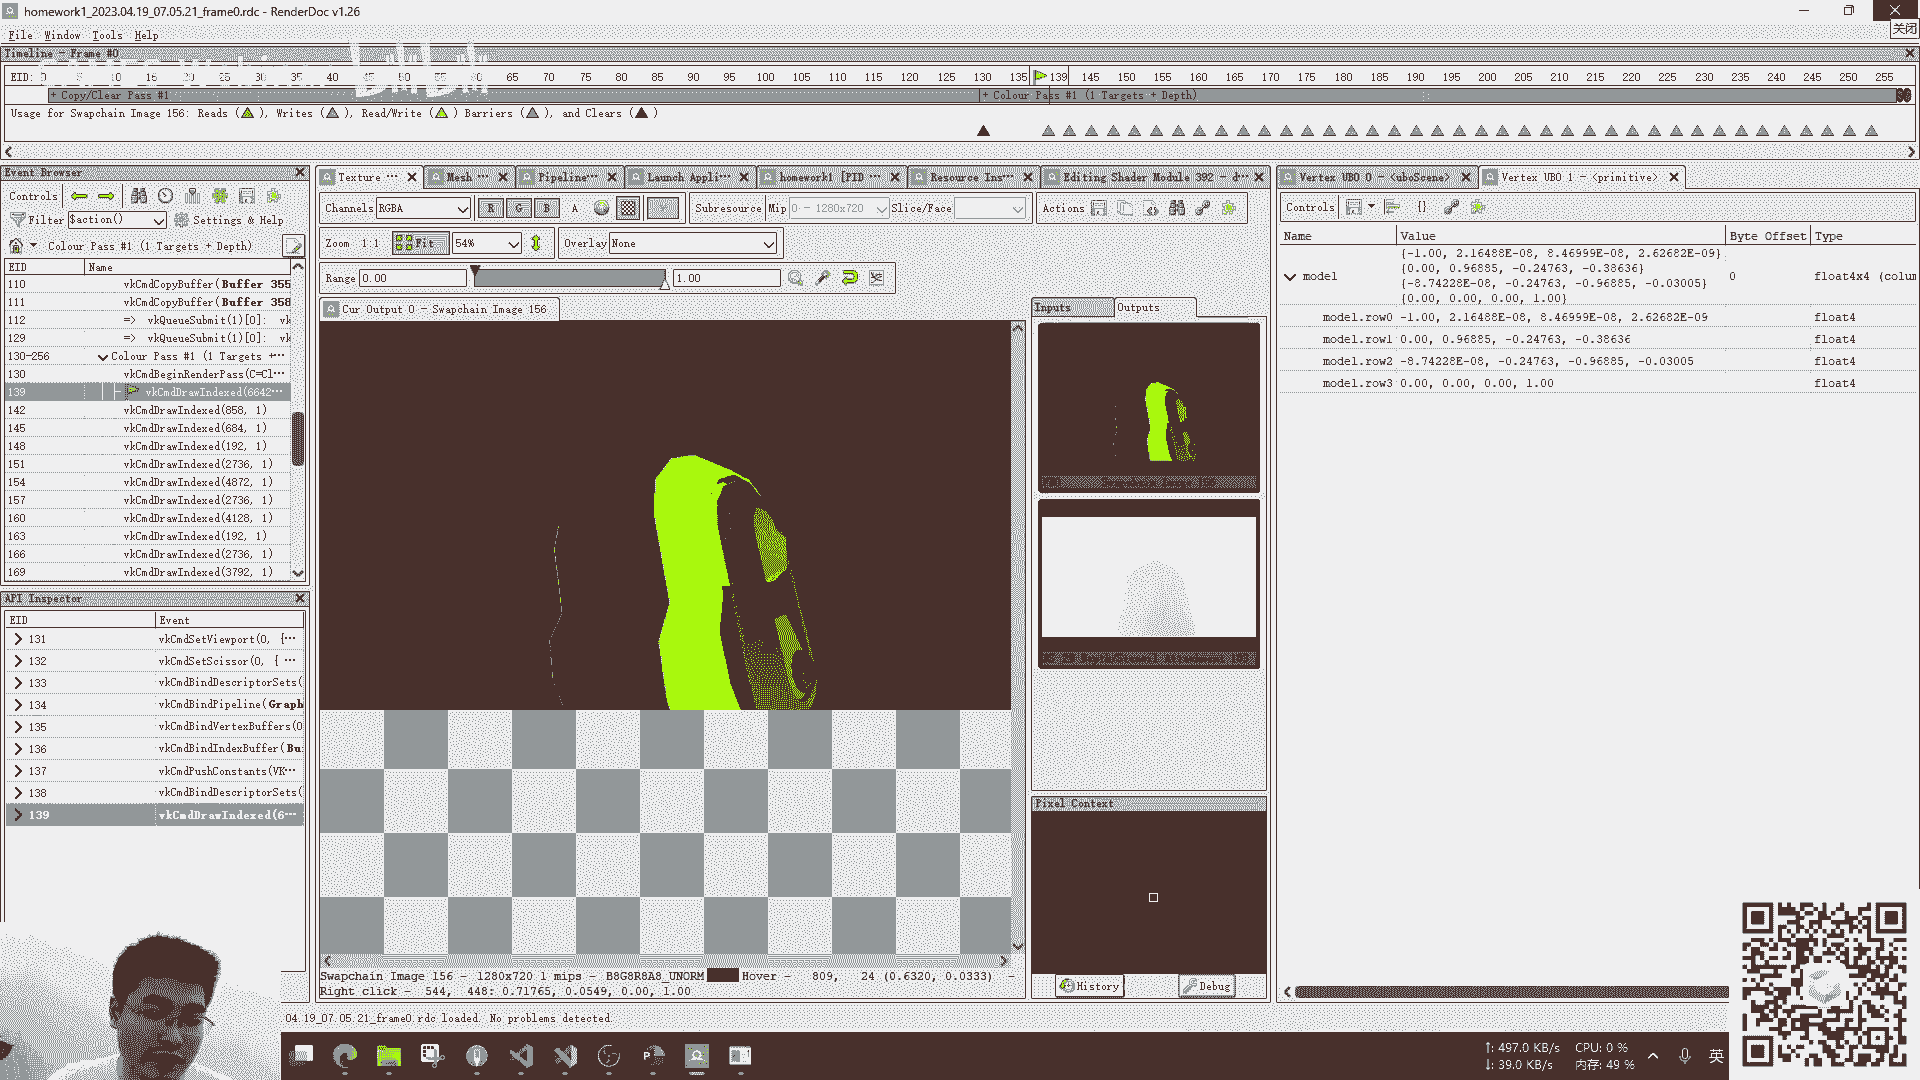 homework1_2023.04.19_07.05.21_frame0.rdc - RenderDoc v1.26
关闭
File Window Tools Help
Timeline - Frame #0
EID: 0 5 10 15 20 25 30 35 40 45 50 55 60 65 70 75 80 85 90 95 100 105 110 115 120 125 130 135 139 145 150 155 160 165 170 175 180 185 190 195 200 205 210 215 220 225 230 235 240 245 250 255
+ Copy/Clear Pass #1
+ Colour Pass #1 (1 Targets + Depth)
Usage for Swapchain Image 156: Reads ( ), Writes ( ), Read/Write ( ) Barriers ( ), and Clears ( )
Event Browser
Controls
Filter $action() Settings & Help
Colour Pass #1 (1 Targets + Depth)
EID Name
110 vkCmdCopyBuffer(Buffer 355
111 vkCmdCopyBuffer(Buffer 358
112 => vkQueueSubmit(1)[0]: vk
129 => vkQueueSubmit(1)[0]: vk
130-256 Colour Pass #1 (1 Targets +…
130 vkCmdBeginRenderPass(C=Cl…
139 vkCmdDrawIndexed(6642…
142 vkCmdDrawIndexed(858, 1)
145 vkCmdDrawIndexed(684, 1)
148 vkCmdDrawIndexed(192, 1)
151 vkCmdDrawIndexed(2736, 1)
154 vkCmdDrawIndexed(4872, 1)
157 vkCmdDrawIndexed(2736, 1)
160 vkCmdDrawIndexed(4128, 1)
163 vkCmdDrawIndexed(192, 1)
166 vkCmdDrawIndexed(2736, 1)
169 vkCmdDrawIndexed(3792, 1)
API Inspector
EID Event
131 vkCmdSetViewport(0, {…
132 vkCmdSetScissor(0, { …
133 vkCmdBindDescriptorSets(
134 vkCmdBindPipeline(Graph
135 vkCmdBindVertexBuffers(0
136 vkCmdBindIndexBuffer(Bu
137 vkCmdPushConstants(VK…
138 vkCmdBindDescriptorSets(
139 vkCmdDrawIndexed(6…
Texture … Mesh … Pipeline… Launch Appli… homework1 [PID … Resource Ins… Editing Shader Module 392 - d…
Channels RGBA R G B A Subresource Mip 0 - 1280x720 Slice/Face Actions
Zoom 1:1 Fit 54% Overlay None
Range 0.00 1.00
Cur Output 0 - Swapchain Image 156
Inputs Outputs
Pixel Context
History Debug
Swapchain Image 156 - 1280x720 1 mips - B8G8R8A8_UNORM Hover - 809, 24 (0.6320, 0.0333) -
Right click - 544, 448: 0.71765, 0.0549, 0.00, 1.00
Vertex UBO 0 - <uboScene> Vertex UBO 1 - <primitive>
Controls
Name Value Byte Offset Type
{-1.00, 2.16488E-08, 8.46999E-08, 2.62682E-09}
{0.00, 0.96885, -0.24763, -0.38636}
model 0 float4x4 (colum
{-8.74228E-08, -0.24763, -0.96885, -0.03005}
{0.00, 0.00, 0.00, 1.00}
model.row0 -1.00, 2.16488E-08, 8.46999E-08, 2.62682E-09 float4
model.row1 0.00, 0.96885, -0.24763, -0.38636 float4
model.row2 -8.74228E-08, -0.24763, -0.96885, -0.03005 float4
model.row3 0.00, 0.00, 0.00, 1.00 float4
04.19_07.05.21_frame0.rdc loaded. No problems detected.
↑: 497.0 KB/s CPU: 0 %
↓: 39.0 KB/s 内存: 49 %
英